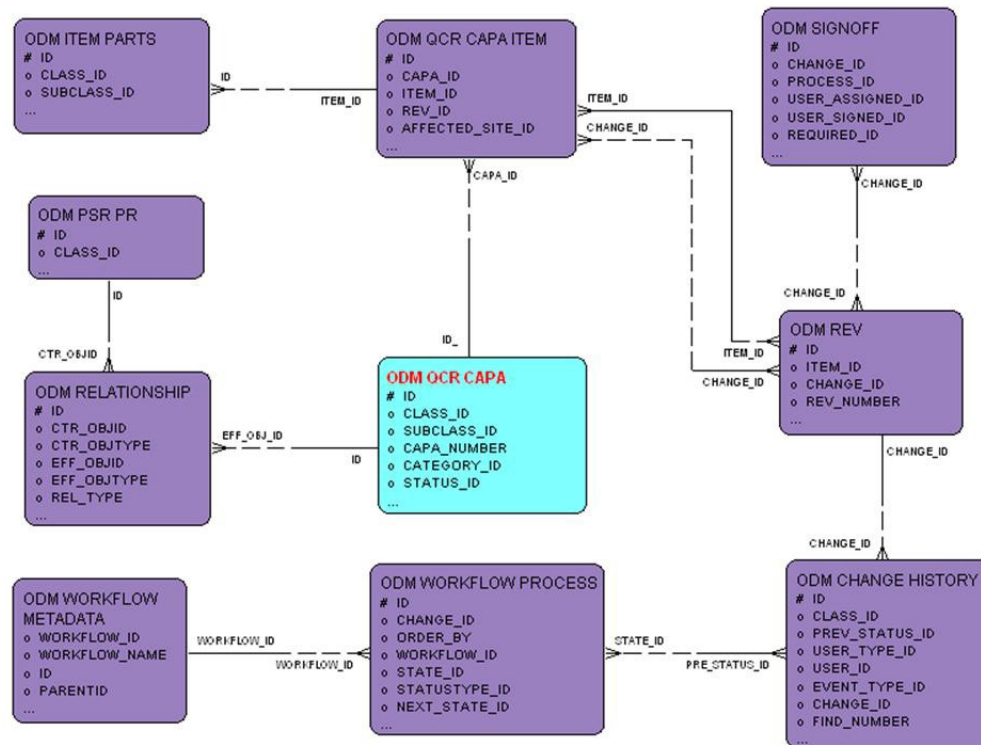 ODM ITEM PARTS
# ID
o CLASS_ID
o SUBCLASS_ID
...
ID
ITEM_ID
ODM QCR CAPA ITEM
# ID
o CAPA_ID
o ITEM_ID
o REV_ID
o AFFECTED_SITE_ID
...
ITEM_ID
CHANGE_ID
CAPA_ID
ODM SIGNOFF
# ID
o CHANGE_ID
o PROCESS_ID
o USER_ASSIGNED_ID
o USER_SIGNED_ID
o REQUIRED_ID
...
CHANGE_ID
CHANGE_ID
ODM PSR PR
# ID
o CLASS_ID
...
ID
CTR_OBJID
ID_
ITEM_ID
CHANGE_ID
ODM REV
# ID
o ITEM_ID
o CHANGE_ID
o REV_NUMBER
...
CHANGE_ID
CHANGE_ID
ODM RELATIONSHIP
# ID
o CTR_OBJID
o CTR_OBJTYPE
o EFF_OBJID
o EFF_OBJTYPE
o REL_TYPE
...
EFF_OBJ_ID
ID
ODM QCR CAPA
# ID
o CLASS_ID
o SUBCLASS_ID
o CAPA_NUMBER
o CATEGORY_ID
o STATUS_ID
...
ODM WORKFLOW
METADATA
o WORKFLOW_ID
o WORKFLOW_NAME
o ID
o PARENTID
...
WORKFLOW_ID
WORKFLOW_ID
ODM WORKFLOW PROCESS
# ID
o CHANGE_ID
o ORDER_BY
o WORKFLOW_ID
o STATE_ID
o STATUSTYPE_ID
o NEXT_STATE_ID
...
STATE_ID
PRE_STATUS_ID
ODM CHANGE HISTORY
# ID
o CLASS_ID
o PREV_STATUS_ID
o USER_TYPE_ID
o USER_ID
o EVENT_TYPE_ID
o CHANGE_ID
o FIND_NUMBER
...